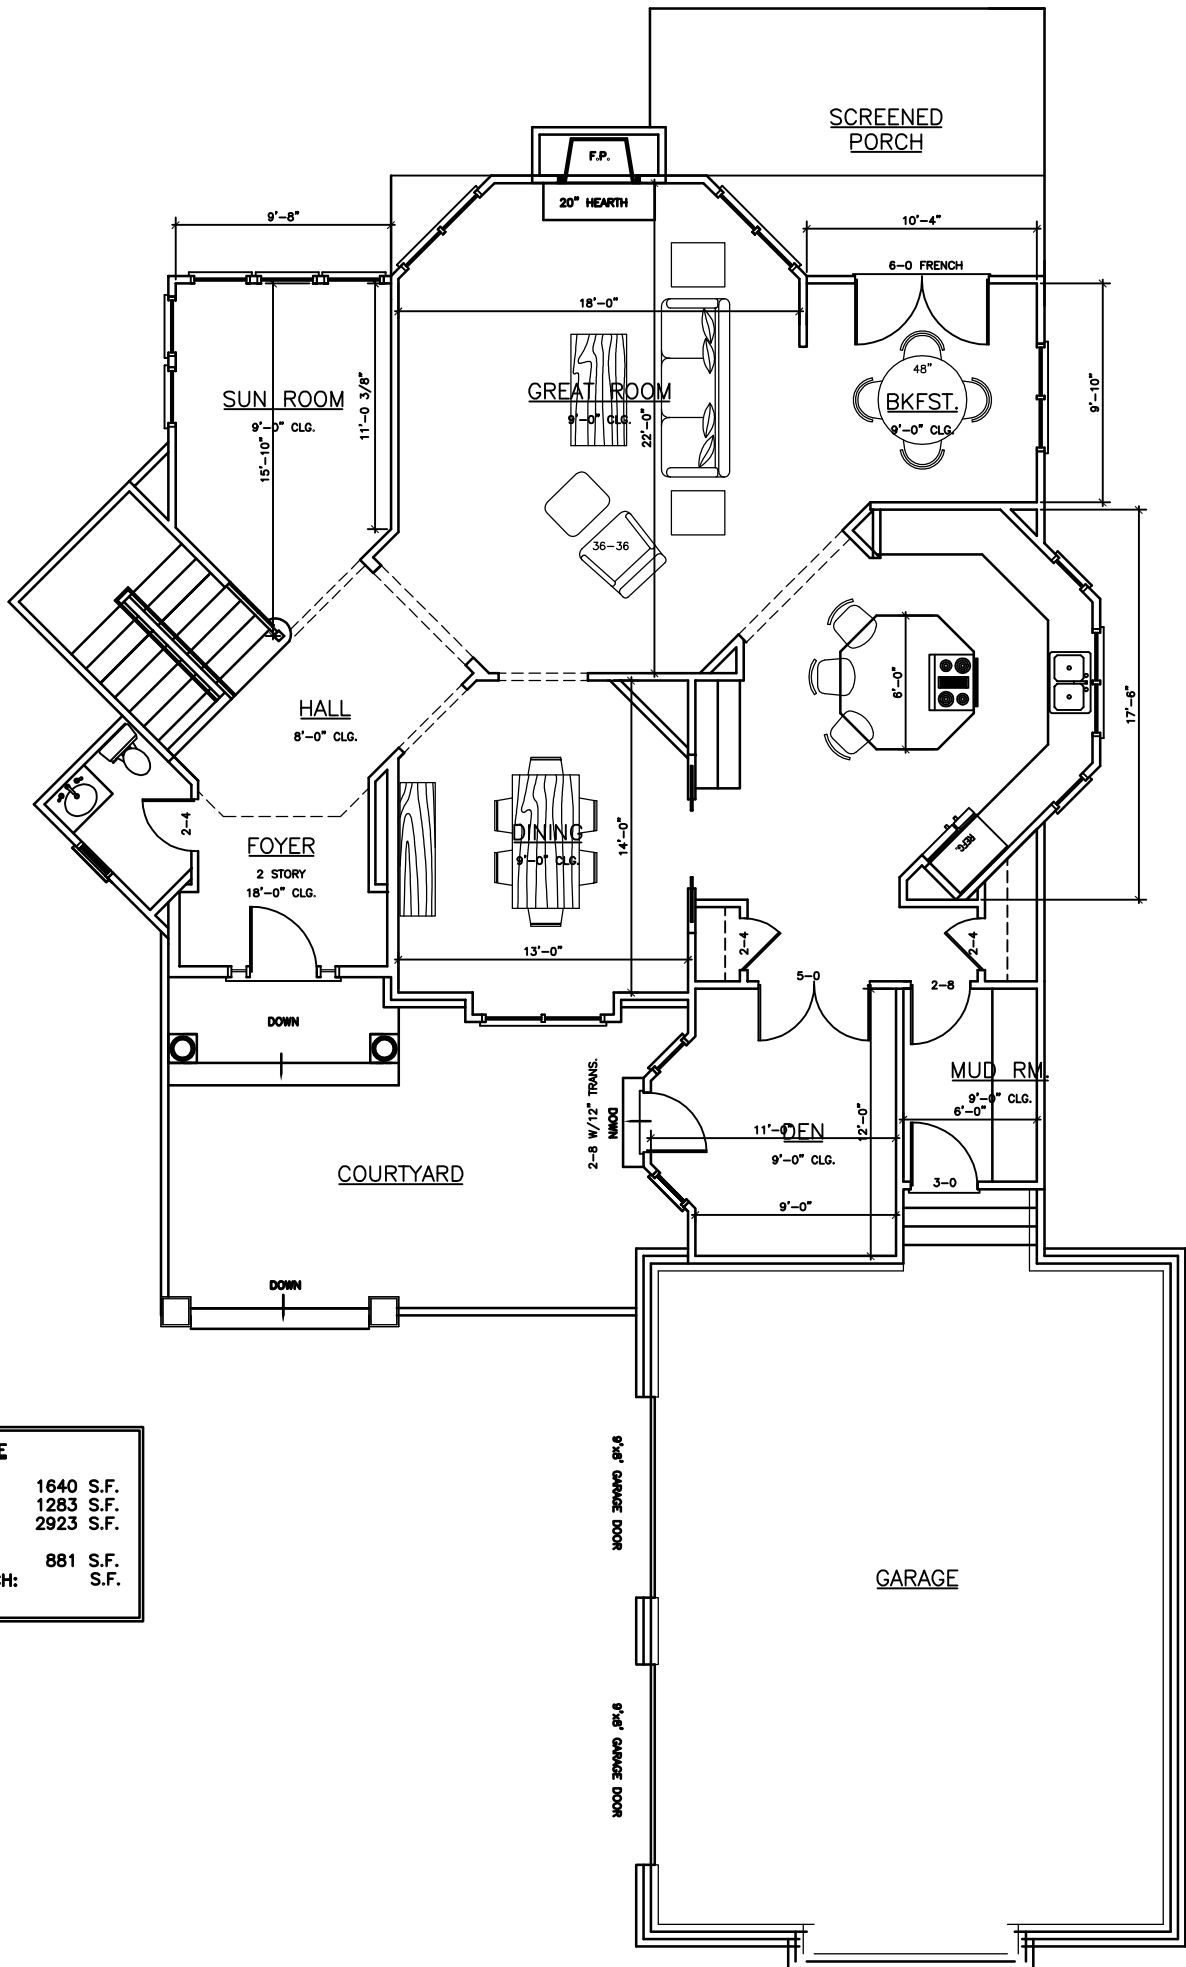 SCREENED
PORCH
F.P.
20" HEARTH
9'-8"
10'-4"
6-0 FRENCH
18'-0"
48"
GREAT ROOM
9'-0" CLG.
22'-0"
SUN ROOM
9'-0" CLG.
15'-10"
11'-0 3/8"
BKFST.
9'-0" CLG.
9'-10"
36-36
17'-6"
6'-0"
HALL
8'-0" CLG.
2-4
FOYER
2 STORY
18'-0" CLG.
DINING
9'-0" CLG.
14'-0"
13'-0"
REFG.
2-4
2-4
5-0
2-8
DOWN
MUD RM.
9'-0" CLG.
6'-0"
2-8 W/12" TRANS.
DOWN
11'-0"
DEN
9'-0" CLG.
12'-0"
COURTYARD
3-0
9'-0"
DOWN
E
1640 S.F.
1283 S.F.
2923 S.F.
881 S.F.
CH: S.F.
9'x8' GARAGE DOOR
GARAGE
9'x8' GARAGE DOOR